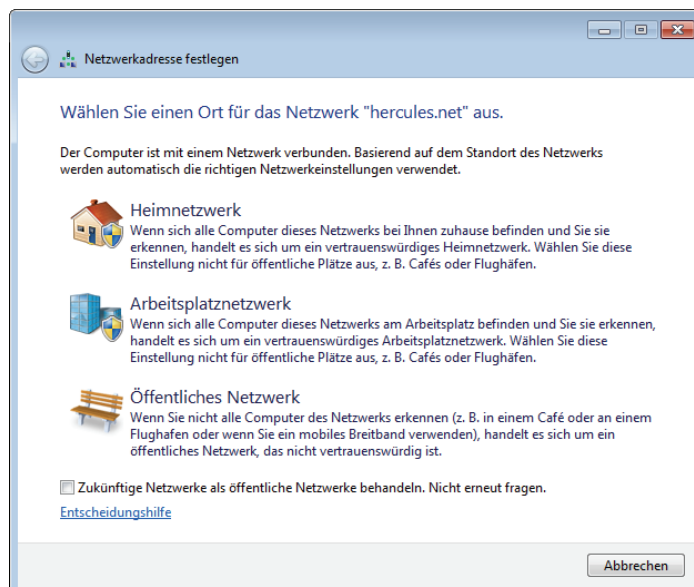 Netzwerkadresse festlegen
Wählen Sie einen Ort für das Netzwerk "hercules.net" aus.
Der Computer ist mit einem Netzwerk verbunden. Basierend auf dem Standort des Netzwerks
werden automatisch die richtigen Netzwerkeinstellungen verwendet.
Heimnetzwerk
Wenn sich alle Computer dieses Netzwerks bei Ihnen zuhause befinden und Sie sie
erkennen, handelt es sich um ein vertrauenswürdiges Heimnetzwerk. Wählen Sie diese
Einstellung nicht für öffentliche Plätze aus, z. B. Cafés oder Flughäfen.
Arbeitsplatznetzwerk
Wenn sich alle Computer dieses Netzwerks am Arbeitsplatz befinden und Sie sie erkennen,
handelt es sich um ein vertrauenswürdiges Arbeitsplatznetzwerk. Wählen Sie diese
Einstellung nicht für öffentliche Plätze aus, z. B. Cafés oder Flughäfen.
Öffentliches Netzwerk
Wenn Sie nicht alle Computer des Netzwerks erkennen (z. B. in einem Café oder an einem
Flughafen oder wenn Sie ein mobiles Breitband verwenden), handelt es sich um ein
öffentliches Netzwerk, das nicht vertrauenswürdig ist.
Zukünftige Netzwerke als öffentliche Netzwerke behandeln. Nicht erneut fragen.
Entscheidungshilfe
Abbrechen